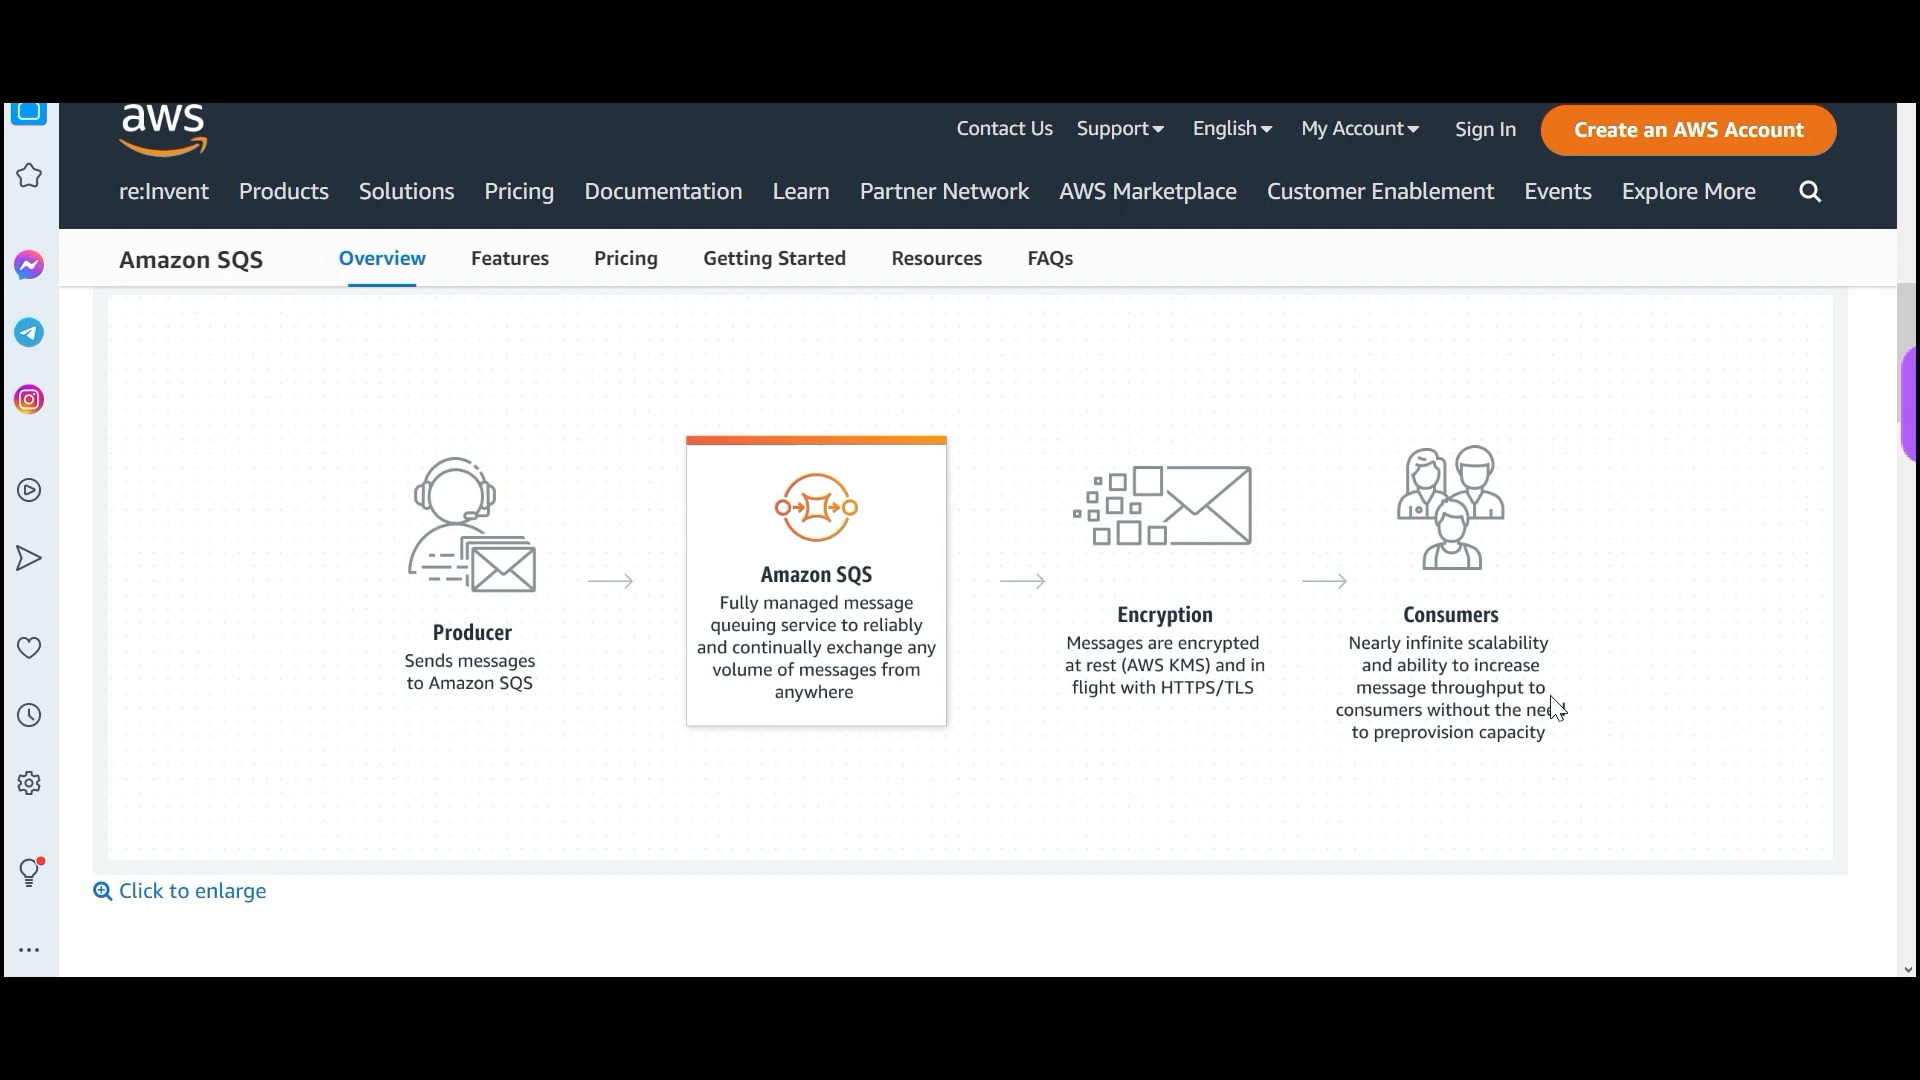 aws
Contact Us Support English My Account Sign In Create an AWS Account
re:Invent Products Solutions Pricing Documentation Learn Partner Network AWS Marketplace Customer Enablement Events Explore More
Amazon SQS Overview Features Pricing Getting Started Resources FAQs
Producer
Sends messages
to Amazon SQS
Amazon SQS
Fully managed message
queuing service to reliably
and continually exchange any
volume of messages from
anywhere
Encryption
Messages are encrypted
at rest (AWS KMS) and in
flight with HTTPS/TLS
Consumers
Nearly infinite scalability
and ability to increase
message throughput to
consumers without the need
to preprovision capacity
Click to enlarge